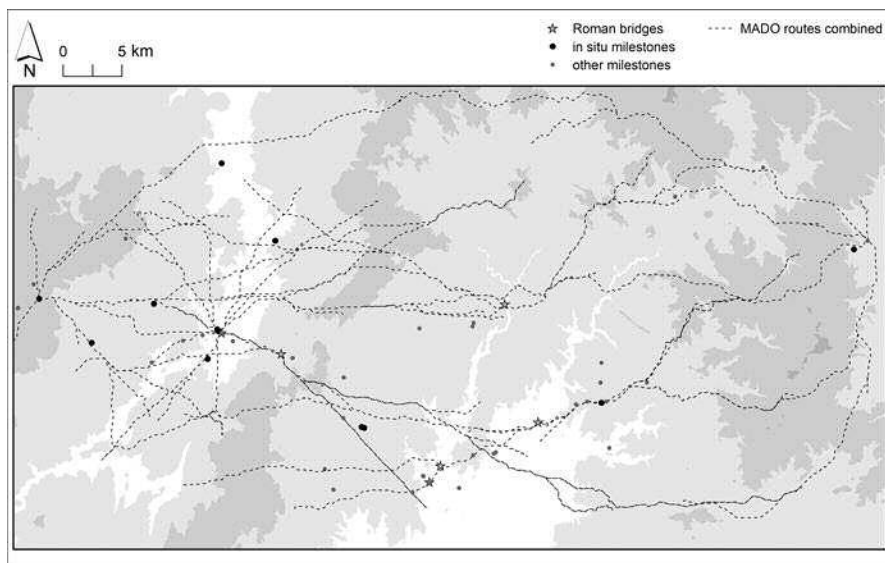 Roman bridges
in situ milestones
other milestones
MADO routes combined
0 5 km
N